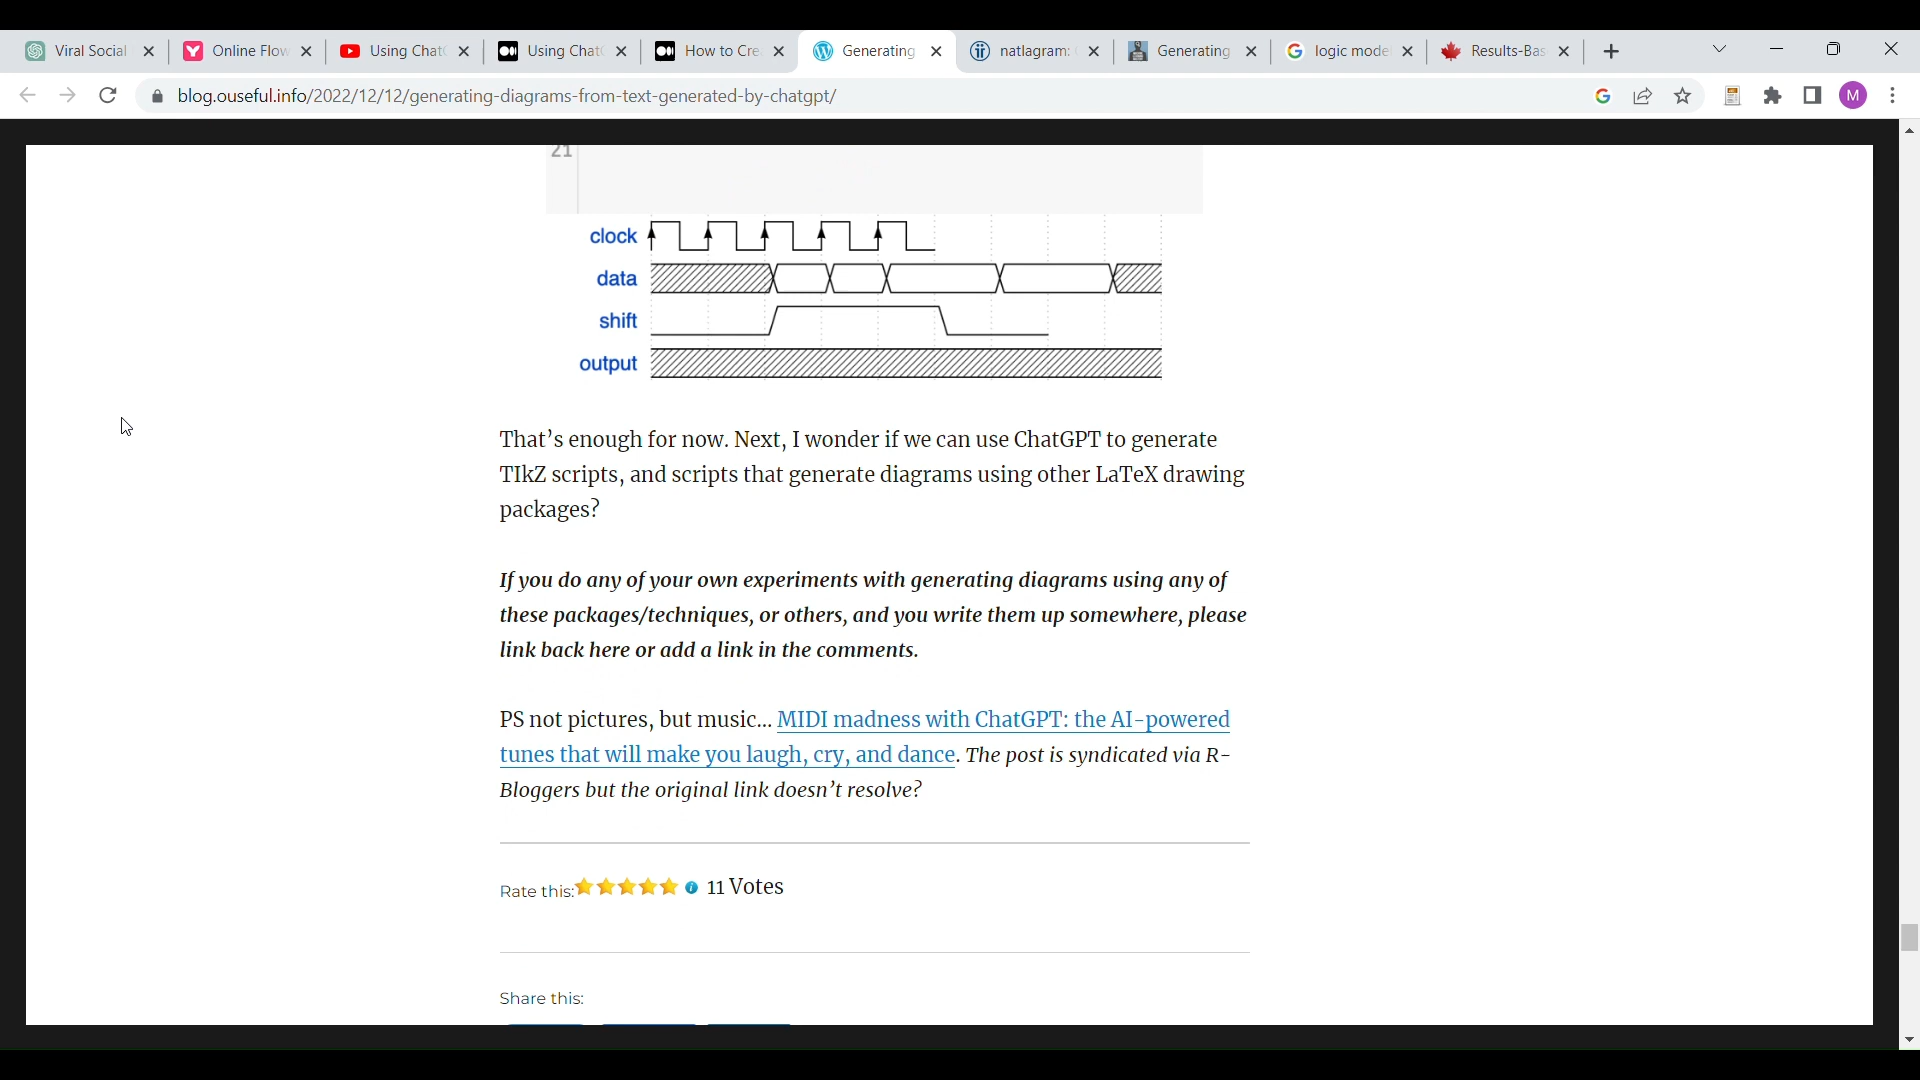 Viral Social
Online Flow
Using Chat
Using Chat
How to Cre
Generating
natlagram:
Generating
logic mode
Results-Bas
blog.ouseful.info/2022/12/12/generating-diagrams-from-text-generated-by-chatgpt/
M
21
clock
data
shift
output
That’s enough for now. Next, I wonder if we can use ChatGPT to generate
TIkZ scripts, and scripts that generate diagrams using other LaTeX drawing
packages?
If you do any of your own experiments with generating diagrams using any of
these packages/techniques, or others, and you write them up somewhere, please
link back here or add a link in the comments.
PS not pictures, but music… MIDI madness with ChatGPT: the AI-powered
tunes that will make you laugh, cry, and dance. The post is syndicated via R-
Bloggers but the original link doesn’t resolve?
Rate this: 11 Votes
Share this: